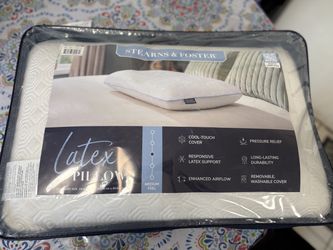 STEARNS & FOSTER
Latex
PILLOW
MEDIUM
FEEL
COOL-TOUCH
COVER
RESPONSIVE
LATEX SUPPORT
ENHANCED AIRFLOW
PRESSURE RELIEF
LONG-LASTING
DURABILITY
REMOVABLE,
WASHABLE COVER